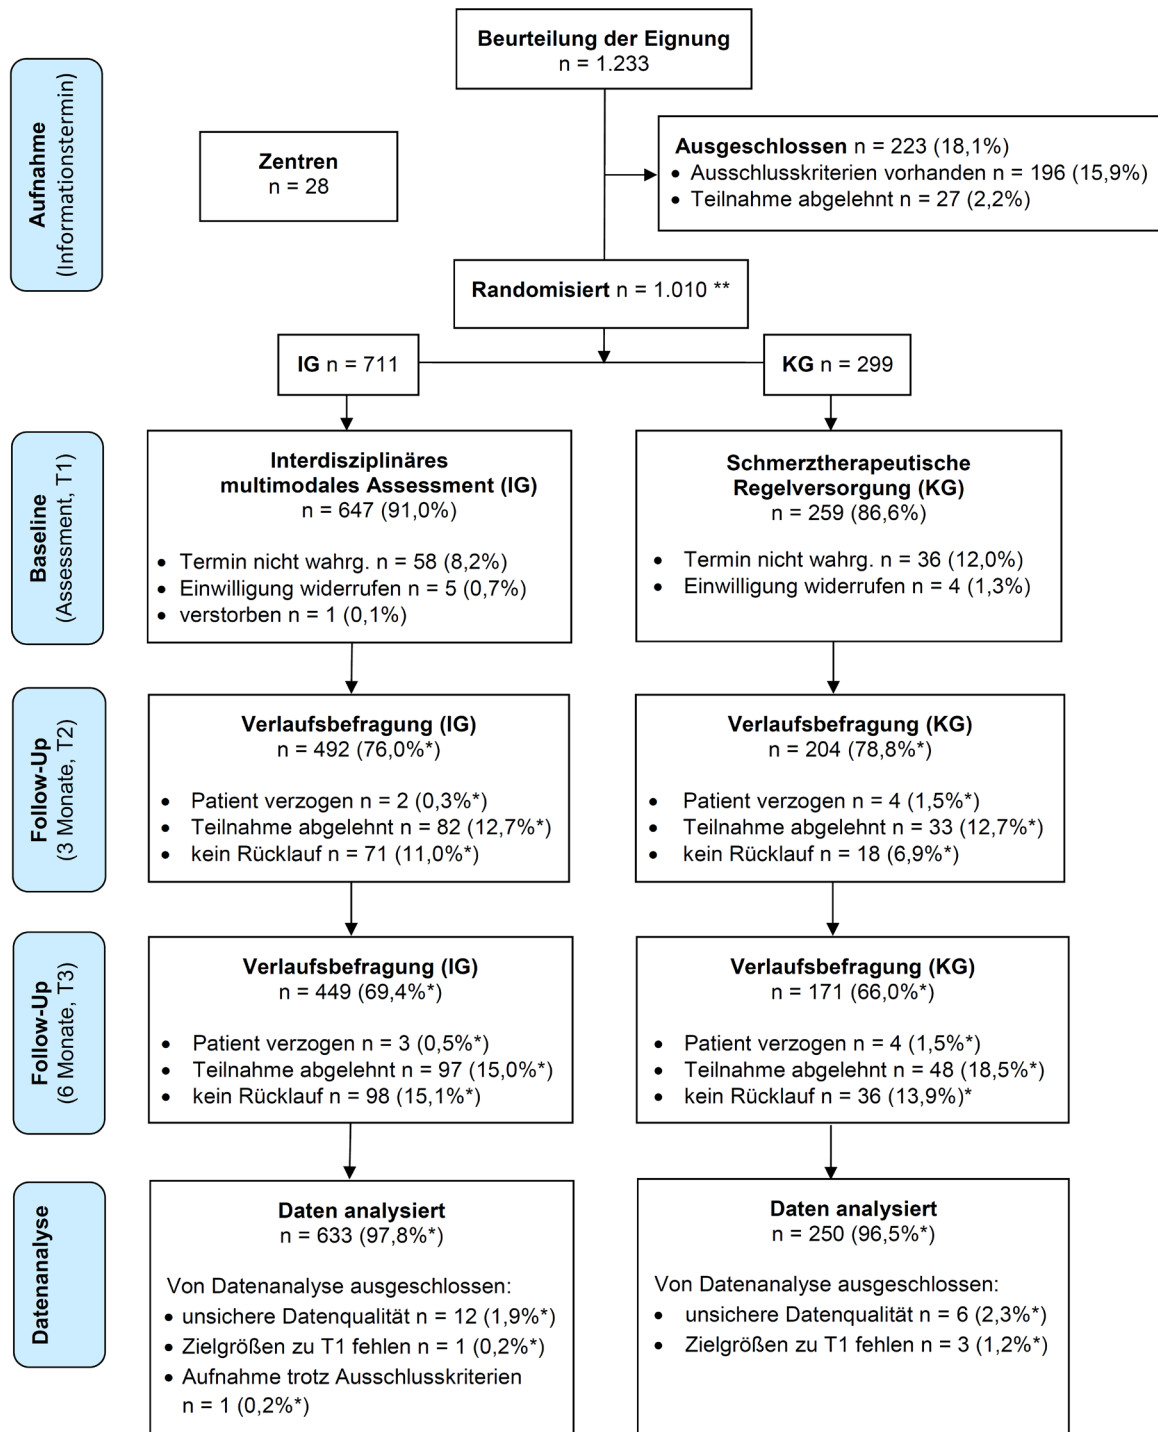 Beurteilung der Eignung
n = 1.233
Aufnahme
(Informationstermin)
Zentren
n = 28
Ausgeschlossen n = 223 (18,1%)
• Ausschlusskriterien vorhanden n = 196 (15,9%)
• Teilnahme abgelehnt n = 27 (2,2%)
Randomisiert n = 1.010 **
IG n = 711
KG n = 299
Baseline
(Assessment, T1)
Interdisziplinäres
multimodales Assessment (IG)
n = 647 (91,0%)
• Termin nicht wahrg. n = 58 (8,2%)
• Einwilligung widerrufen n = 5 (0,7%)
• verstorben n = 1 (0,1%)
Schmerztherapeutische
Regelversorgung (KG)
n = 259 (86,6%)
• Termin nicht wahrg. n = 36 (12,0%)
• Einwilligung widerrufen n = 4 (1,3%)
Follow-Up
(3 Monate, T2)
Verlaufsbefragung (IG)
n = 492 (76,0%*)
• Patient verzogen n = 2 (0,3%*)
• Teilnahme abgelehnt n = 82 (12,7%*)
• kein Rücklauf n = 71 (11,0%*)
Verlaufsbefragung (KG)
n = 204 (78,8%*)
• Patient verzogen n = 4 (1,5%*)
• Teilnahme abgelehnt n = 33 (12,7%*)
• kein Rücklauf n = 18 (6,9%*)
Follow-Up
(6 Monate, T3)
Verlaufsbefragung (IG)
n = 449 (69,4%*)
• Patient verzogen n = 3 (0,5%*)
• Teilnahme abgelehnt n = 97 (15,0%*)
• kein Rücklauf n = 98 (15,1%*)
Verlaufsbefragung (KG)
n = 171 (66,0%*)
• Patient verzogen n = 4 (1,5%*)
• Teilnahme abgelehnt n = 48 (18,5%*)
• kein Rücklauf n = 36 (13,9%)*
Datenanalyse
Daten analysiert
n = 633 (97,8%*)
Von Datenanalyse ausgeschlossen:
• unsichere Datenqualität n = 12 (1,9%*)
• Zielgrößen zu T1 fehlen n = 1 (0,2%*)
• Aufnahme trotz Ausschlusskriterien
n = 1 (0,2%*)
Daten analysiert
n = 250 (96,5%*)
Von Datenanalyse ausgeschlossen:
• unsichere Datenqualität n = 6 (2,3%*)
• Zielgrößen zu T1 fehlen n = 3 (1,2%*)